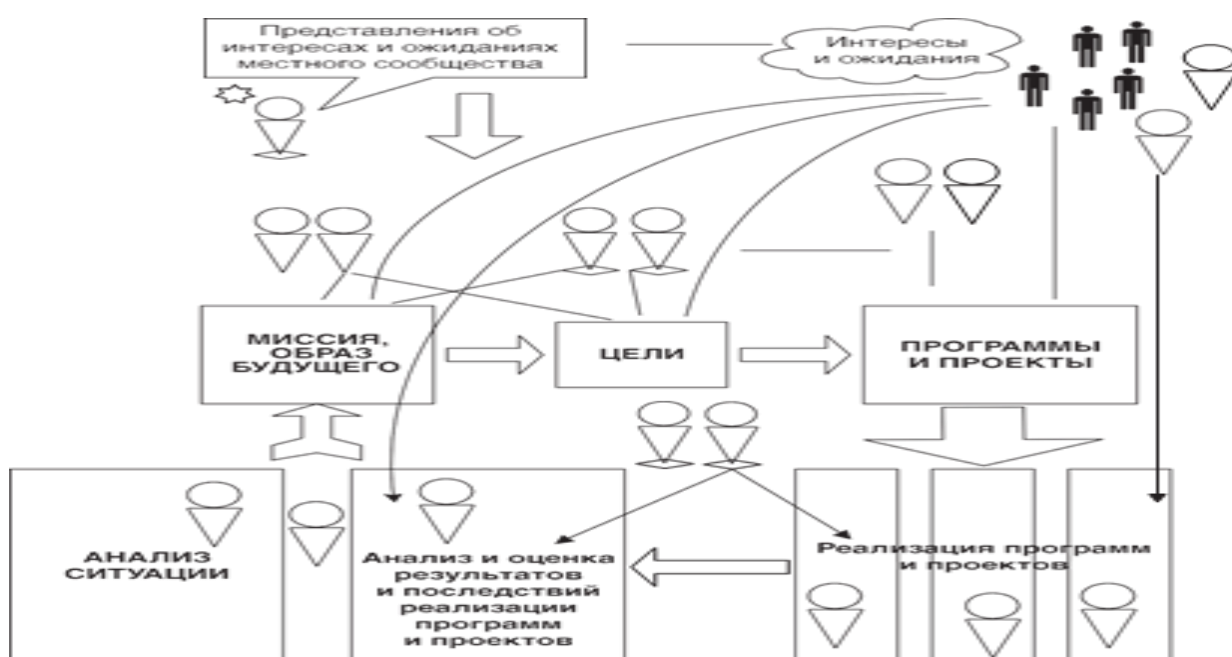 Представления об
интересах и ожиданиях
местного сообщества
Интересы
и ожидания
МИССИЯ,
ОБРАЗ
БУДУЩЕГО
ЦЕЛИ
ПРОГРАММЫ
И ПРОЕКТЫ
АНАЛИЗ
СИТУАЦИИ
Анализ и оценка
результатов
и последствий
реализации
программ
и проектов
Реализация программ
и проектов